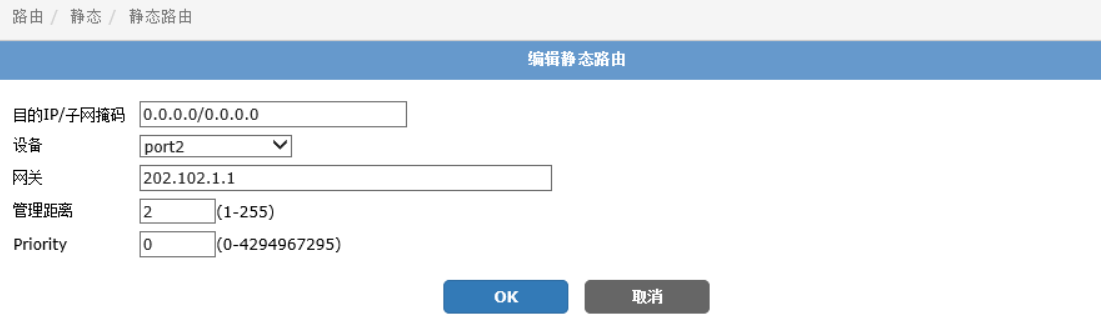 路由 / 静态 / 静态路由
编辑静态路由
目的IP/子网掩码 0.0.0.0/0.0.0.0
设备 port2
网关 202.102.1.1
管理距离 2 (1-255)
Priority 0 (0-4294967295)
OK 取消